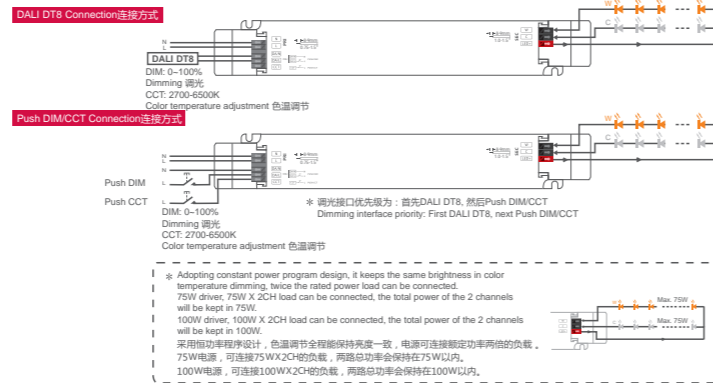 DALI DT8 Connection连接方式
W
C
N
L
DALI DT8
DIM: 0~100%
Dimming 调光
CCT: 2700-6500K
Color temperature adjustment 色温调节
Push DIM/CCT Connection连接方式
W
C
N
L
Push DIM L
Push CCT L
DIM: 0~100%
Dimming 调光
CCT: 2700-6500K
Color temperature adjustment 色温调节
* 调光接口优先级为：首先DALI DT8, 然后Push DIM/CCT
Dimming interface priority: First DALI DT8, next Push DIM/CCT
* Adopting constant power program design, it keeps the same brightness in color
temperature dimming, twice the rated power load can be connected.
75W driver, 75W X 2CH load can be connected, the total power of the 2 channels
will be kept in 75W.
100W driver, 100W X 2CH load can be connected, the total power of the 2 channels
will be kept in 100W.
采用恒功率程序设计，色温调节全程能保持亮度一致，电源可连接额定功率两倍的负载 。
75W电源，可连接75WX2CH的负载，两路总功率会保持在75W以内。
100W电源，可连接100WX2CH的负载，两路总功率会保持在100W以内。
Max. 75W
Max. 75W